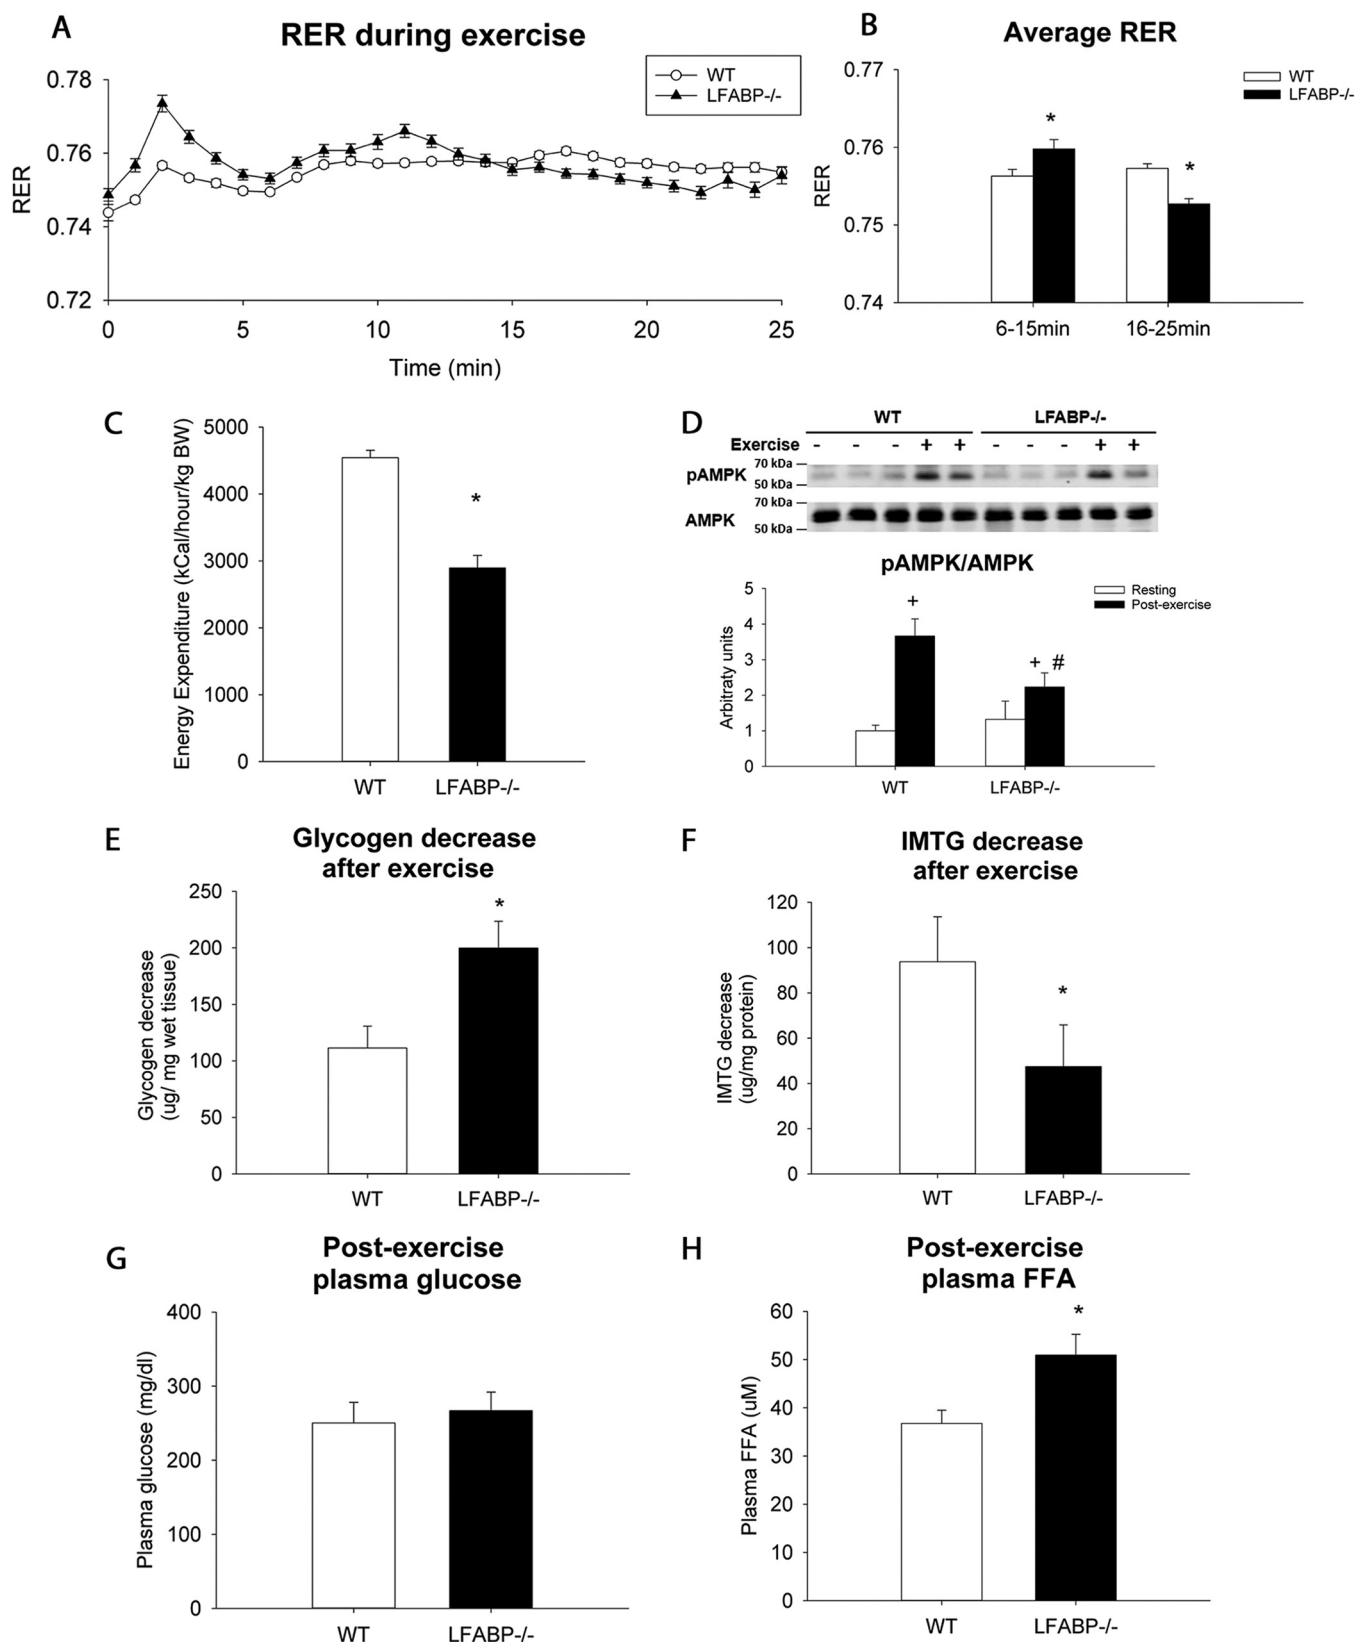 A
RER during exercise
WT
LFABP-/-
0.78
0.76
0.74
0.72
RER
0 5 10 15 20 25
Time (min)
B
Average RER
WT
LFABP-/-
0.77
0.76
0.75
0.74
RER
*
*
6-15min 16-25min
C
5000
4000
3000
2000
1000
0
Energy Expenditure (kCal/hour/kg BW)
*
WT LFABP-/-
D
WT LFABP-/-
Exercise - - - + + - - - + +
pAMPK
70 kDa
50 kDa
AMPK
70 kDa
50 kDa
pAMPK/AMPK
Resting
Post-exercise
5
4
3
2
1
0
Arbitraty units
+
+ #
WT LFABP-/-
E
Glycogen decrease
after exercise
250
200
150
100
50
0
Glycogen decrease
(ug/ mg wet tissue)
*
WT LFABP-/-
F
IMTG decrease
after exercise
120
100
80
60
40
20
0
IMTG decrease
(ug/mg protein)
*
WT LFABP-/-
G
Post-exercise
plasma glucose
400
300
200
100
0
Plasma glucose (mg/dl)
WT LFABP-/-
H
Post-exercise
plasma FFA
60
50
40
30
20
10
0
Plasma FFA (uM)
*
WT LFABP-/-